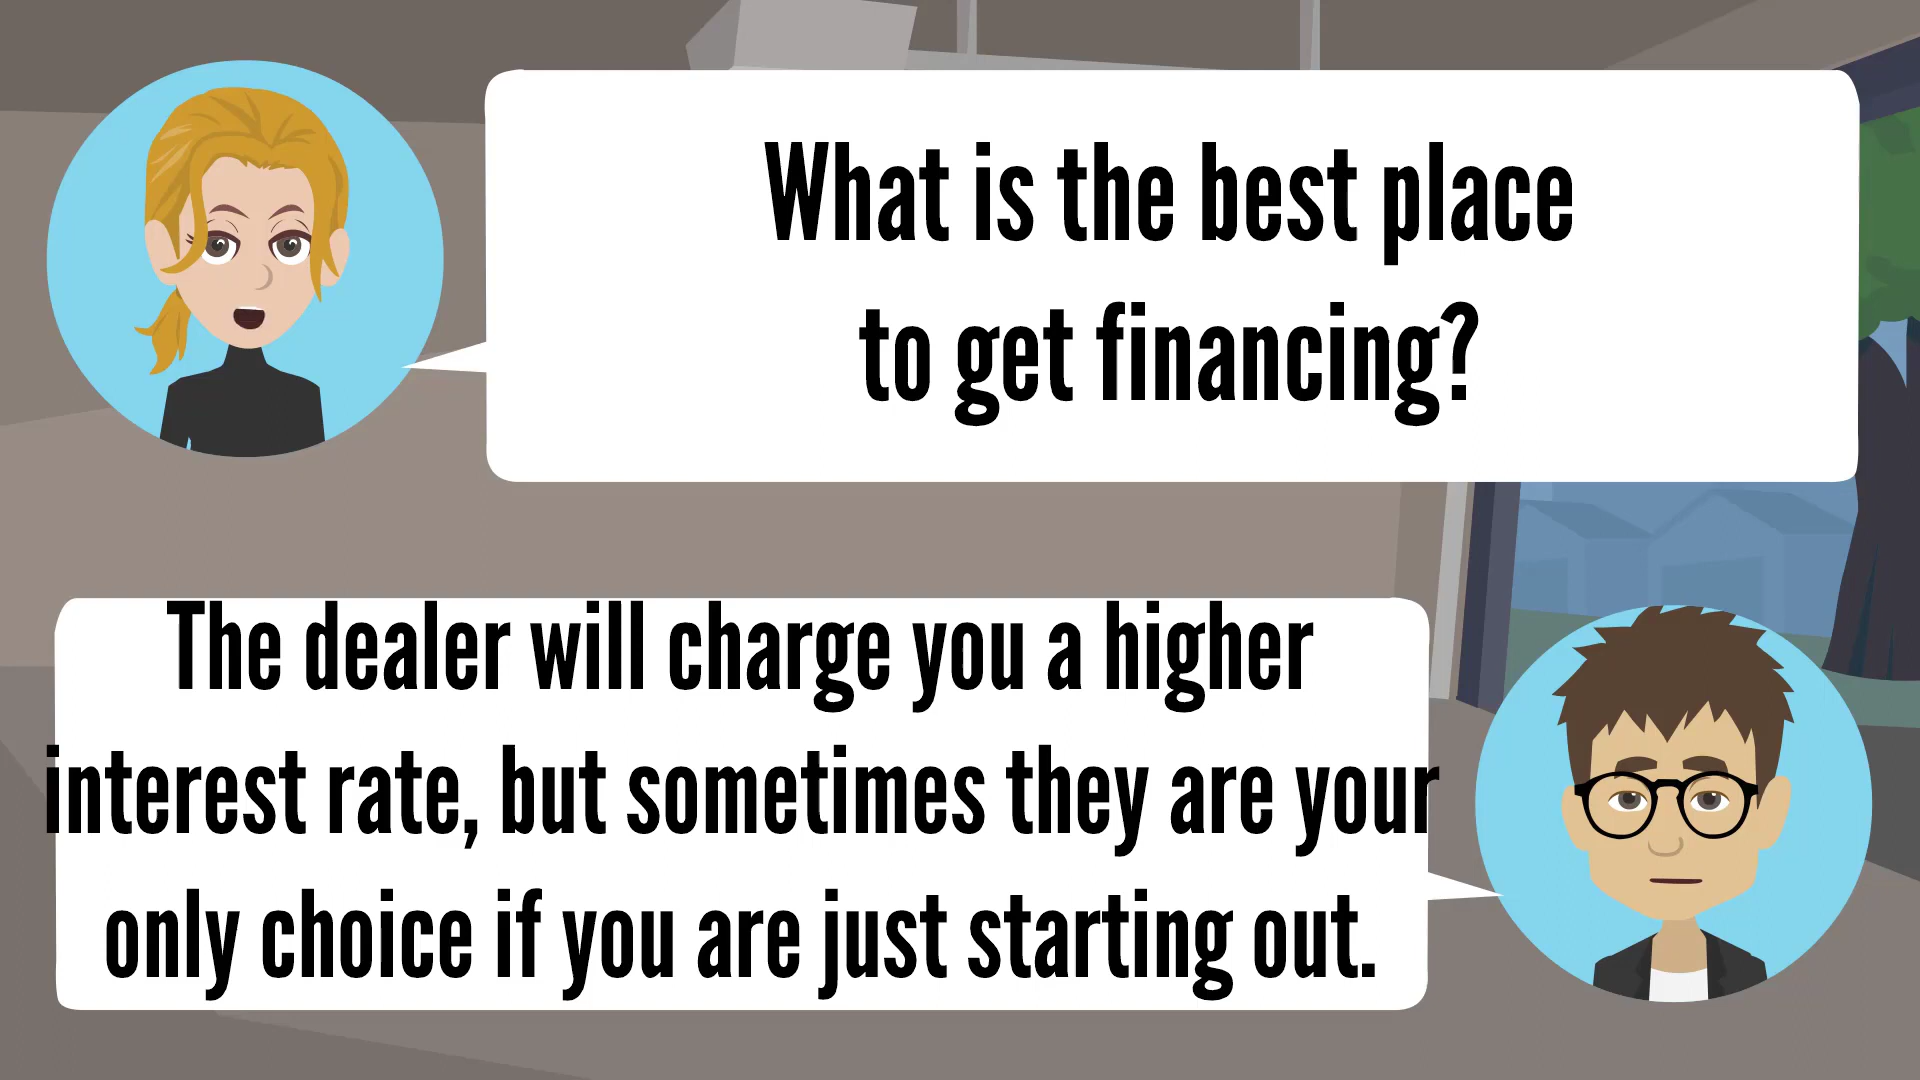 What is the best place
to get financing?
The dealer will charge you a higher
interest rate, but sometimes they are your
only choice if you are just starting out.